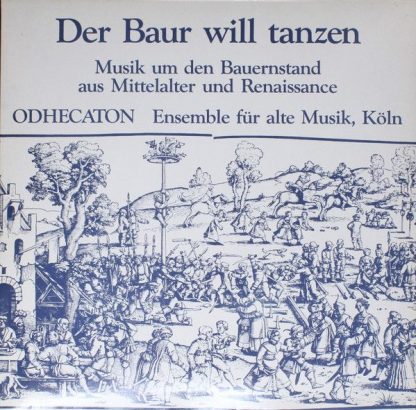 Der Baur will tanzen
Musik um den Bauernstand
aus Mittelalter und Renaissance
ODHECATON Ensemble für alte Musik, Köln